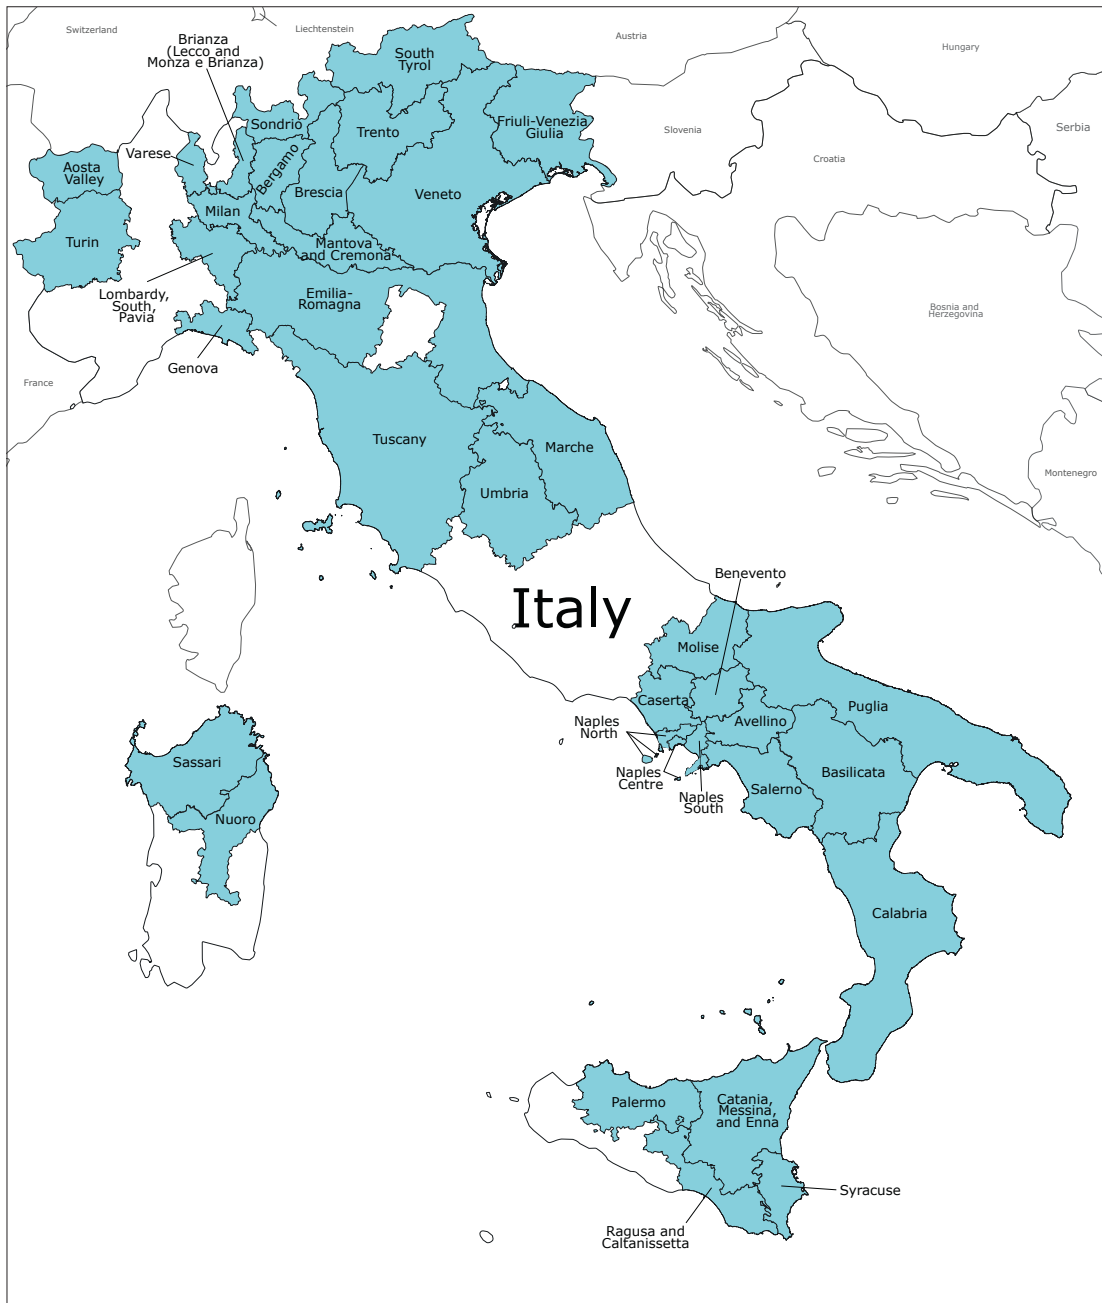 Switzerland
Liechtenstein
Austria
Hungary
Brianza
(Lecco and
Monza e Brianza)
South
Tyrol
Sondrio
Trento
Friuli-Venezia
Giulia
Slovenia
Serbia
Croatia
Varese
Aosta
Valley
Bergamo
Brescia
Veneto
Milan
Turin
Mantova
and Cremona
Lombardy,
South,
Pavia
Emilia-
Romagna
Bosnia and
Herzegovina
Genova
France
Tuscany
Marche
Umbria
Montenegro
Benevento
Italy
Molise
Caserta
Puglia
Naples
North
Avellino
Sassari
Naples
Centre
Basilicata
Salerno
Naples
South
Nuoro
Calabria
Palermo
Catania,
Messina,
and Enna
Syracuse
Ragusa and
Caltanissetta